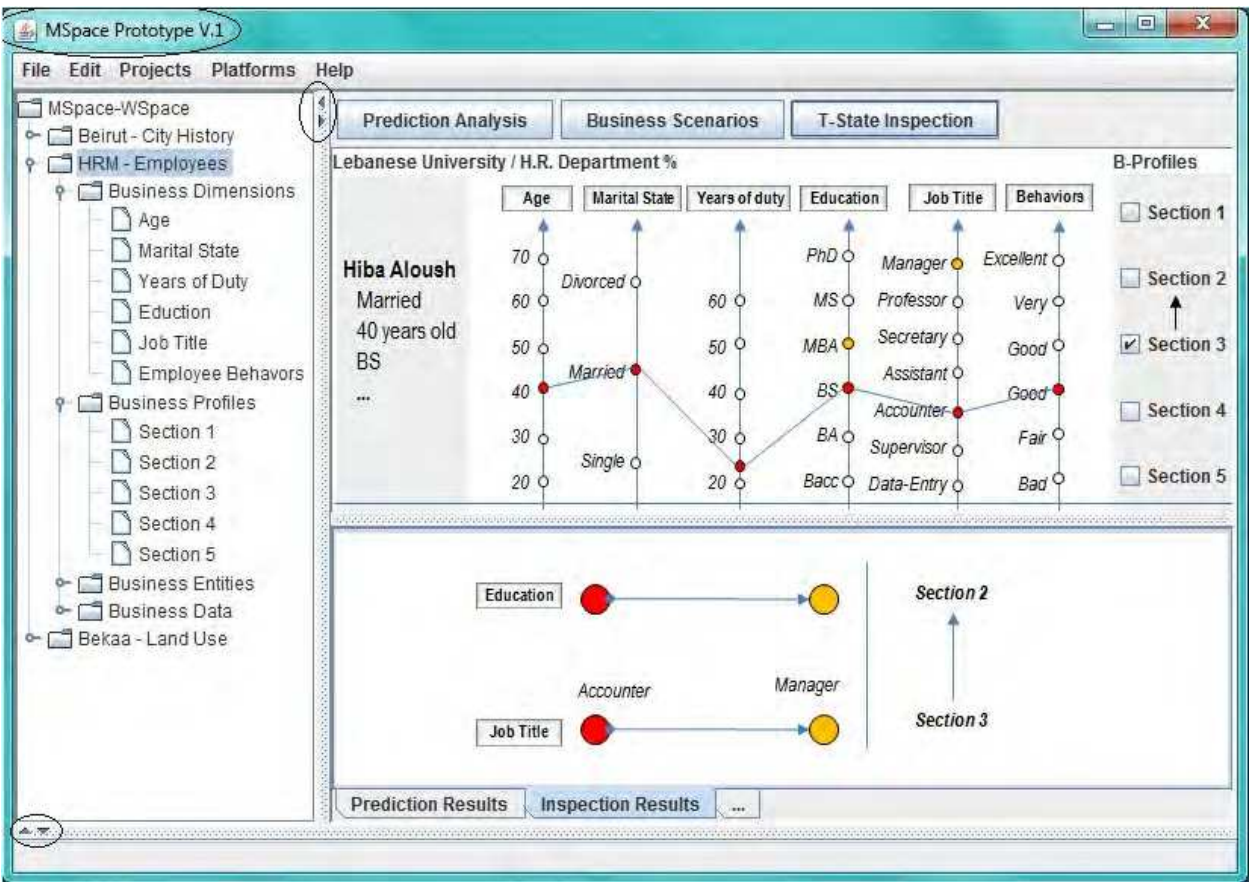 MSpace Prototype V.1
File Edit Projects Platforms Help
MSpace-WSpace
Beirut - City History
HRM - Employees
Business Dimensions
Age
Marital State
Years of Duty
Eduction
Job Title
Employee Behavors
Business Profiles
Section 1
Section 2
Section 3
Section 4
Section 5
Business Entities
Business Data
Bekaa - Land Use
Prediction Analysis Business Scenarios T-State Inspection
Lebanese University / H.R. Department % B-Profiles
Hiba Aloush
Married
40 years old
BS
...
Age
70
60
50
40
30
20
Marital State
Divorced
Married
Single
Years of duty
60
50
40
30
20
Education
PhD
MS
MBA
BS
BA
Bacc
Job Title
Manager
Professor
Secretary
Assistant
Accounter
Supervisor
Data-Entry
Behaviors
Excellent
Very
Good
Good
Fair
Bad
Section 1
Section 2
Section 3
Section 4
Section 5
Education
Accounter Manager
Job Title
Section 2
Section 3
Prediction Results Inspection Results ...